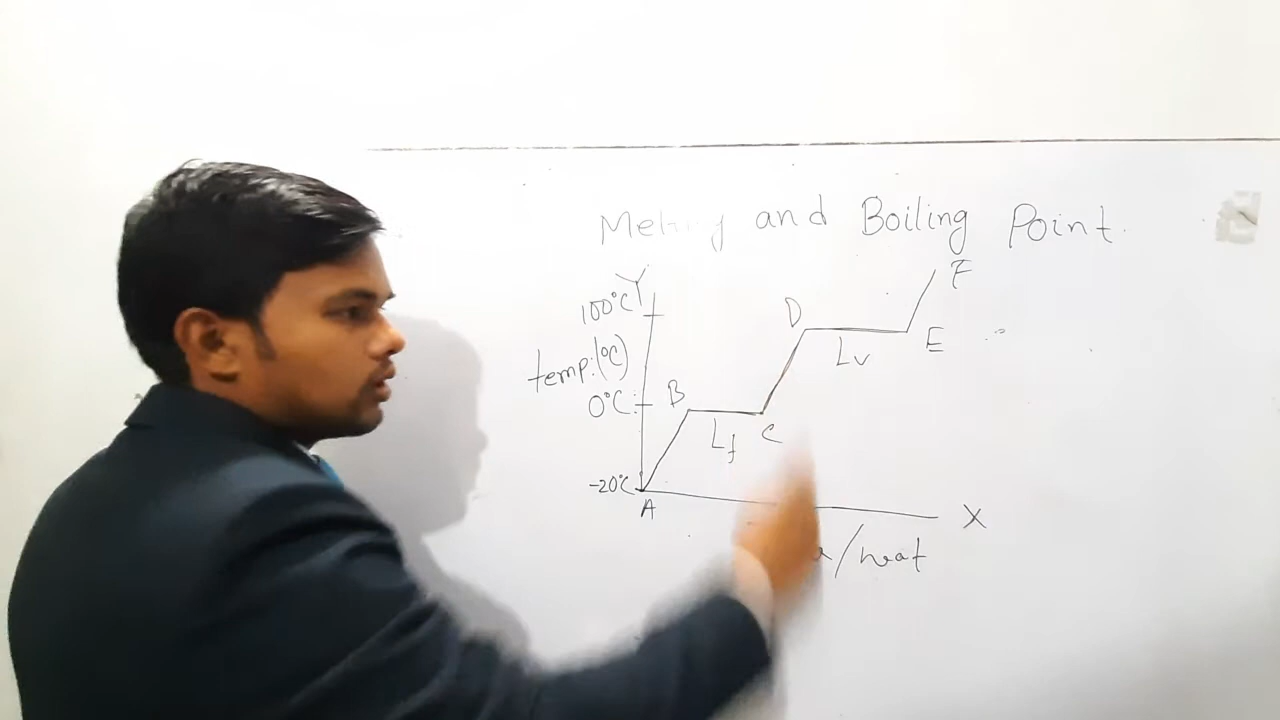 Melting and Boiling Point.
Y
100°C
temp:(°C)
0°C
-20°C
A
B
Lf
C
D
Lv
E
F
X
/heat